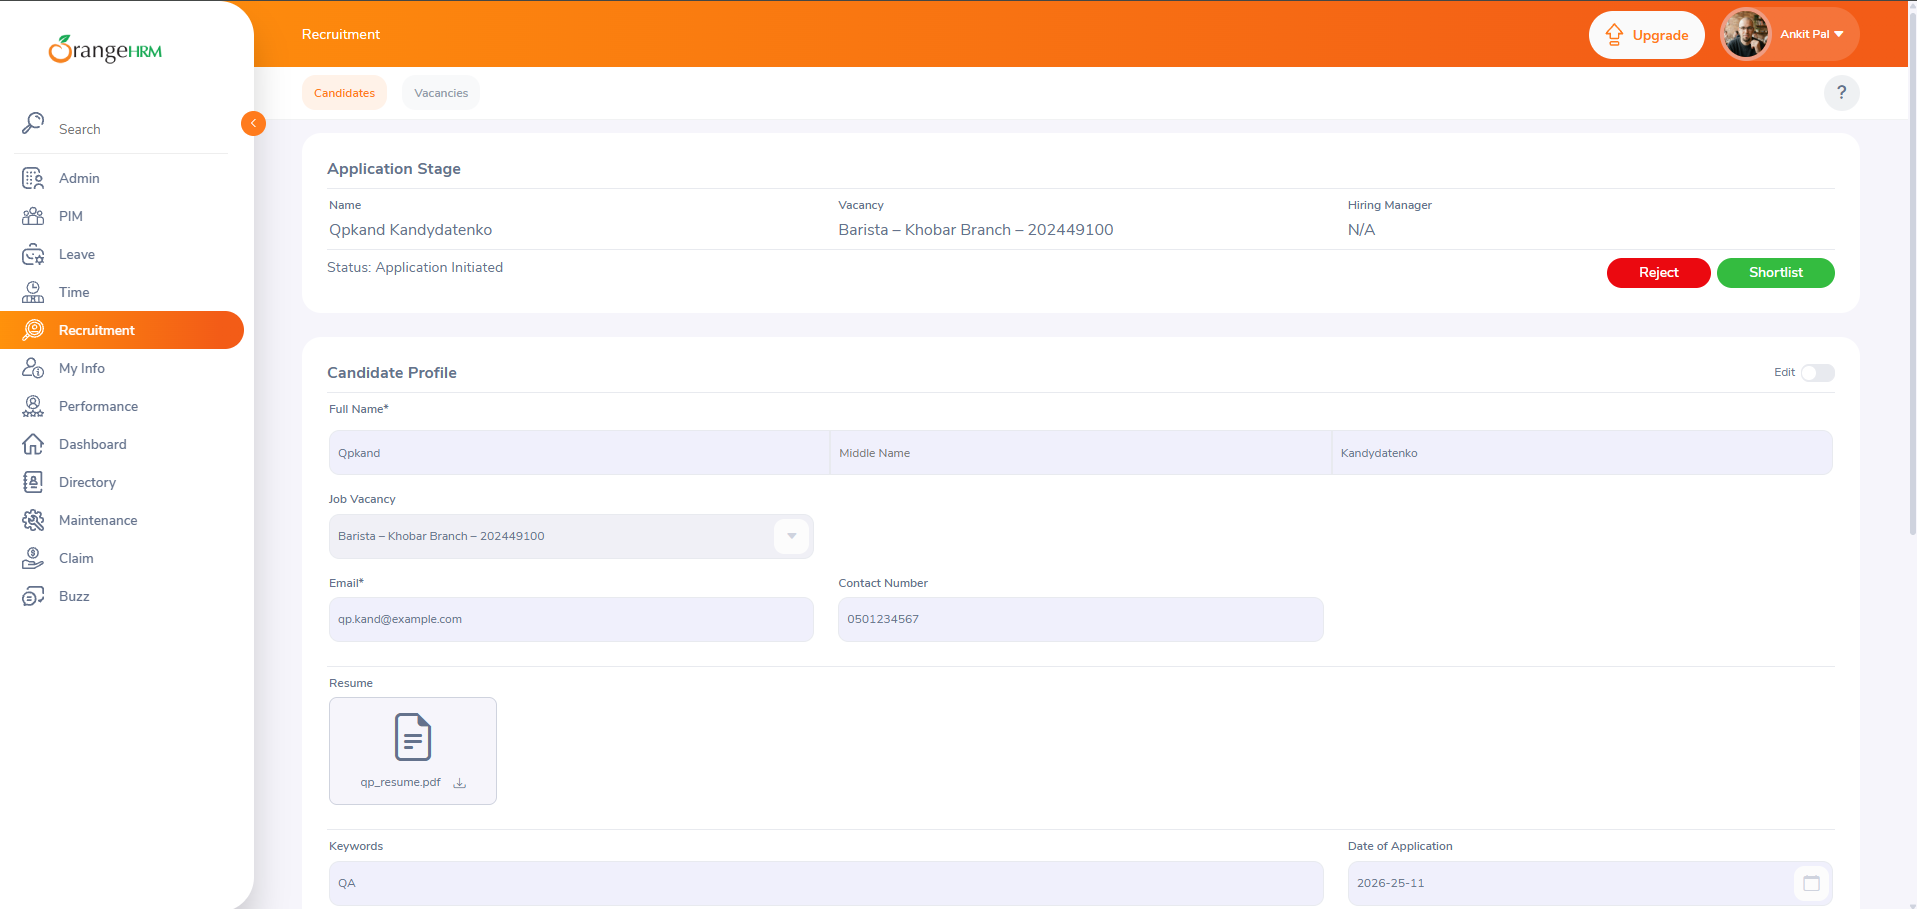 OrangeHRM
Recruitment
Upgrade
Ankit Pal
Candidates
Vacancies
?
Search
Admin
PIM
Leave
Time
Recruitment
My Info
Performance
Dashboard
Directory
Maintenance
Claim
Buzz
Application Stage
Name
Vacancy
Hiring Manager
Qpkand Kandydatenko
Barista – Khobar Branch – 202449100
N/A
Status: Application Initiated
Reject
Shortlist
Candidate Profile
Edit
Full Name*
Qpkand
Middle Name
Kandydatenko
Job Vacancy
Barista – Khobar Branch – 202449100
Email*
Contact Number
qp.kand@example.com
0501234567
Resume
qp_resume.pdf
Keywords
Date of Application
QA
2026-25-11